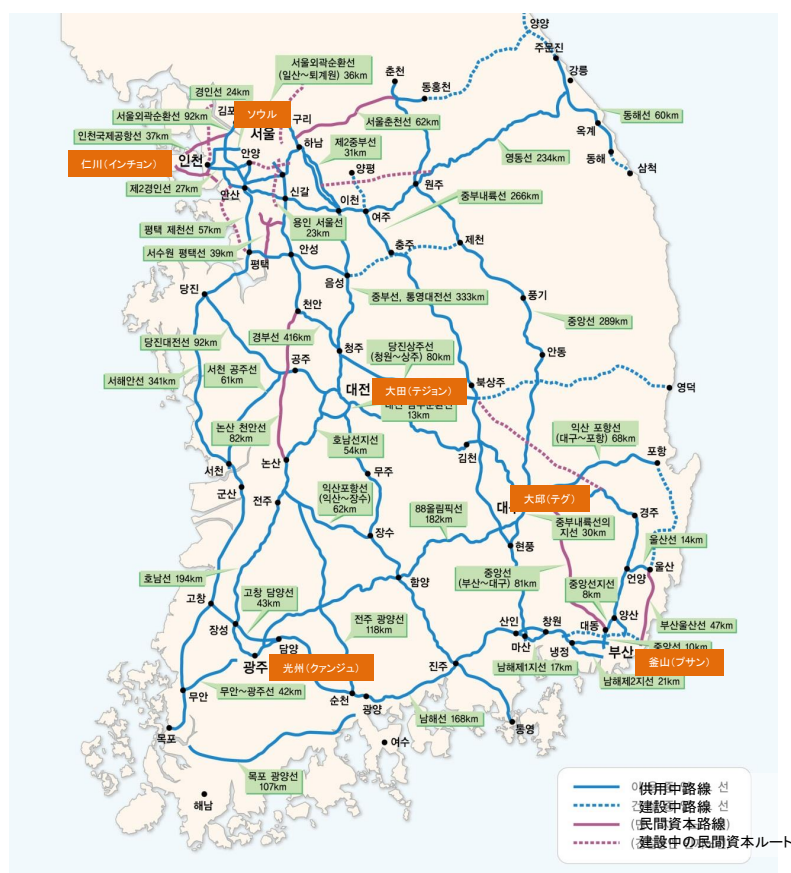 양양
주문진
강릉
서울외곽순환선
(일산~퇴계원) 36km
춘천
동홍천
경인선 24km
김포
ソウル
서울
구리
서울외곽순환선 92km
서울춘천선 62km
동해선 60km
인천국제공항선 37km
하남
제2중부선
31km
옥계
仁川（インチョン）
인천
안양
양평
영동선 234km
동해
삼척
제2경인선 27km
안산
신갈
이천
여주
원주
중부내륙선 266km
평택 제천선 57km
용인 서울선
23km
서수원 평택선 39km
평택
안성
충주
제천
음성
당진
중부선, 통영대전선 333km
풍기
천안
중앙선 289km
당진대전선 92km
경부선 416km
청주
당진상주선
(청원~상주) 80km
안동
서해안선 341km
서천 공주선
61km
공주
대전
大田（テジョン）
북상주
영덕
13km
논산 천안선
82km
호남선지선
54km
익산 포항선
(대구~포항) 68km
서천
논산
무주
김천
포항
군산
전주
익산포항선
(익산~장수)
62km
88올림픽선
182km
大邱（テグ）
경주
장수
중부내륙선의
지선 30km
울산선 14km
현풍
호남선 194km
함양
중앙선
(부산~대구) 81km
중앙선지선
8km
언양
울산
고창
고창 담양선
43km
장성
전주 광양선
118km
산인
창원
대동
양산
부산울산선 47km
담양
마산
냉정
부산
중앙선 10km
광주
光州（クァンジュ）
진주
남해제1지선 17km
釜山（ブサン）
무안
무안~광주선 42km
순천
광양
남해선 168km
남해제2지선 21km
목포
여수
통영
목포 광양선
107km
해남
供用中路線
建設中路線
民間資本路線
建設中の民間資本ルート